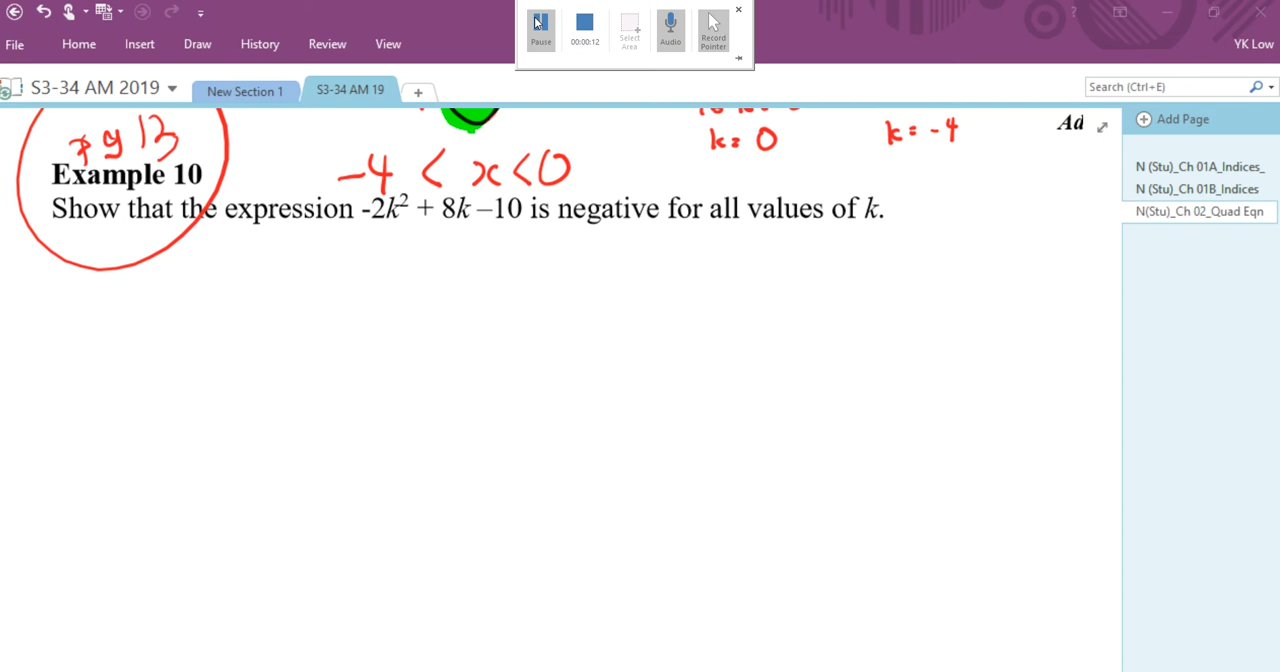 Pause
00:00:12
Select Area
Audio
Record Pointer
File Home Insert Draw History Review View
YK Low
S3-34 AM 2019
New Section 1
S3-34 AM 19
Search (Ctrl+E)
k= 0
k= -4
Ad
Add Page
pg 13
Example 10
-4 < x < 0
Show that the expression -2k² + 8k –10 is negative for all values of k.
N (Stu)_Ch 01A_Indices_
N (Stu)_Ch 01B_Indices
N(Stu)_Ch 02_Quad Eqn